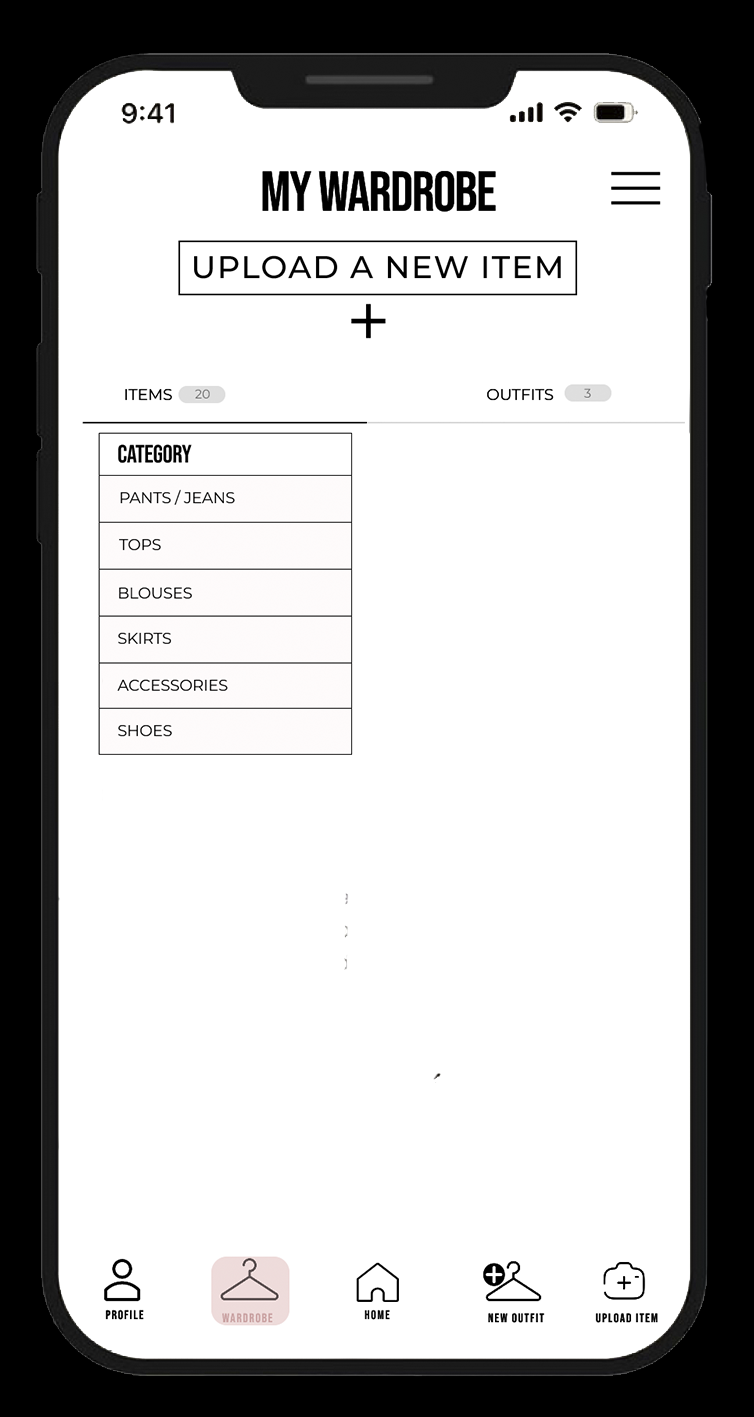 9:41
MY WARDROBE
UPLOAD A NEW ITEM
+
ITEMS 20 OUTFITS 3
CATEGORY
PANTS / JEANS
TOPS
BLOUSES
SKIRTS
ACCESSORIES
SHOES
PROFILE WARDROBE HOME NEW OUTFIT UPLOAD ITEM